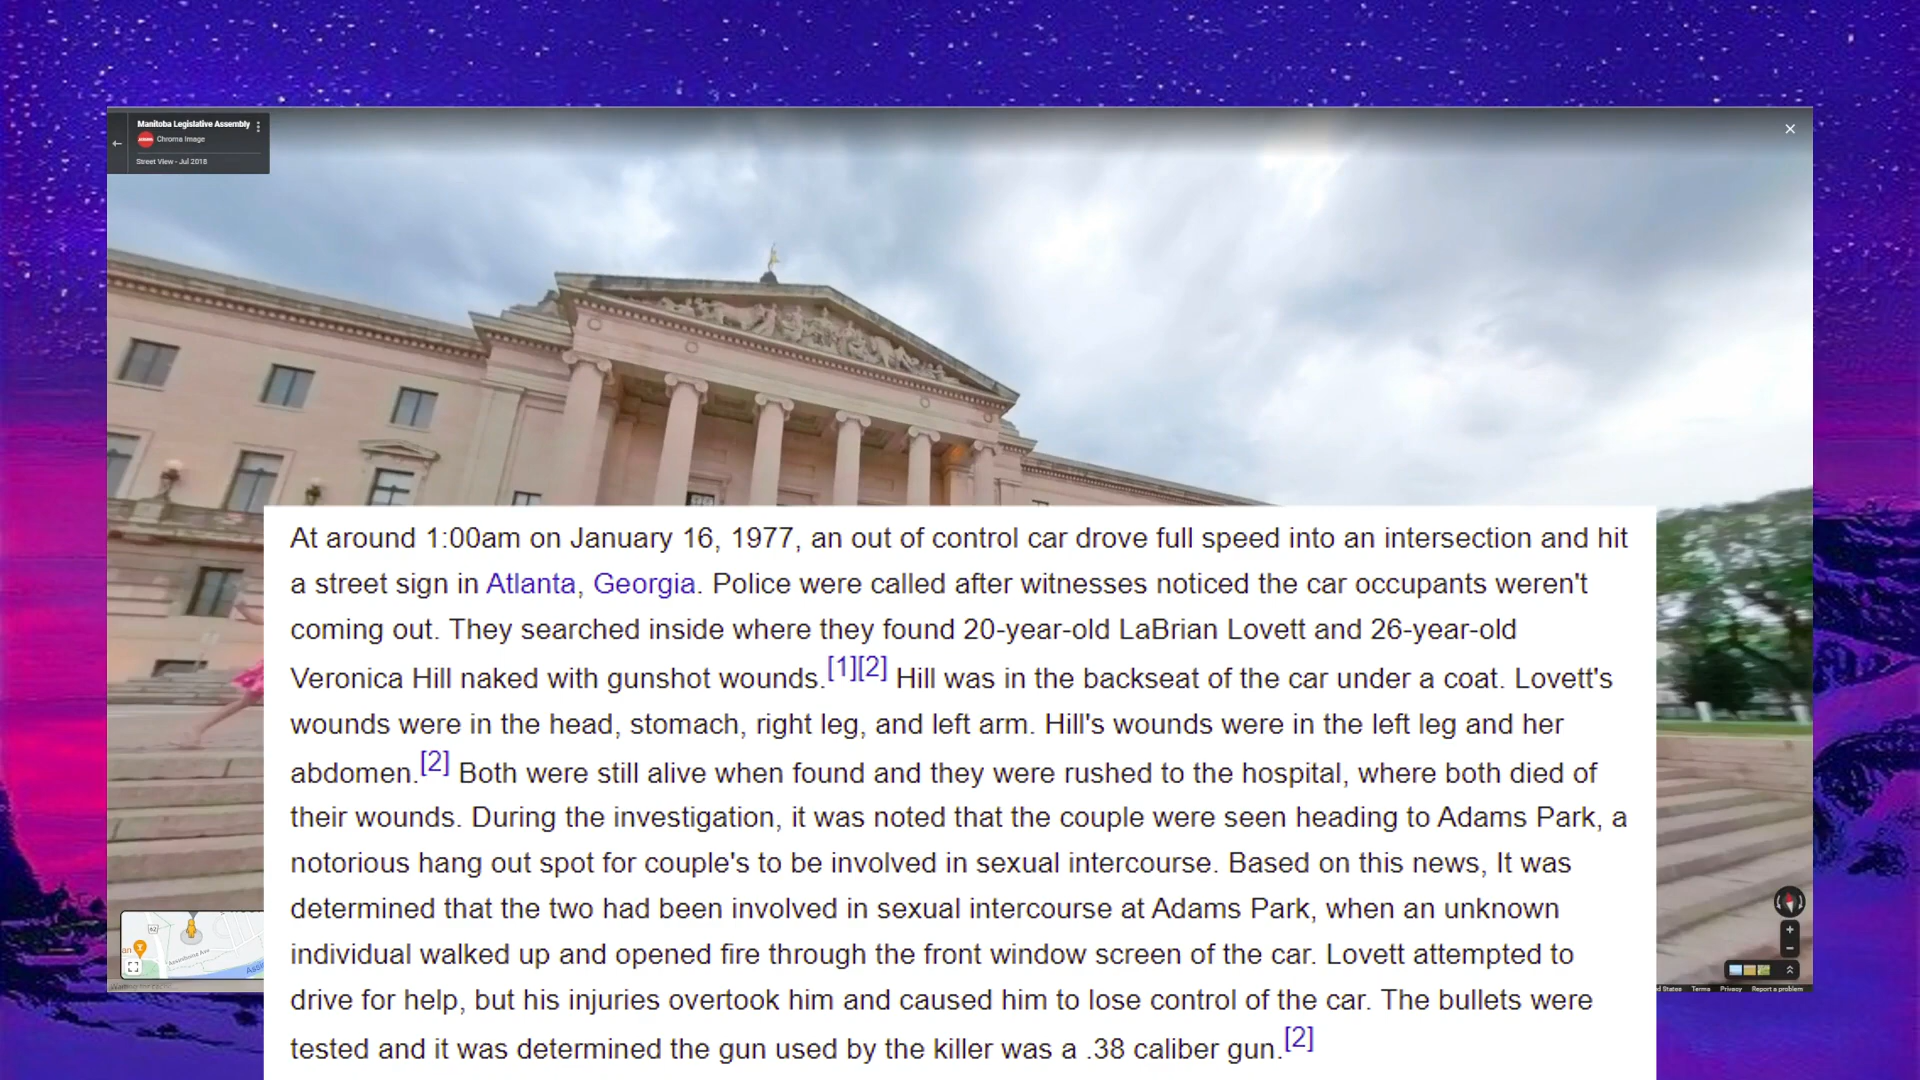 Manitoba Legislative Assembly
Chroma Image
Street View - Jul 2018
At around 1:00am on January 16, 1977, an out of control car drove full speed into an intersection and hit
a street sign in Atlanta, Georgia. Police were called after witnesses noticed the car occupants weren't
coming out. They searched inside where they found 20-year-old LaBrian Lovett and 26-year-old
Veronica Hill naked with gunshot wounds.[1][2] Hill was in the backseat of the car under a coat. Lovett's
wounds were in the head, stomach, right leg, and left arm. Hill's wounds were in the left leg and her
abdomen.[2] Both were still alive when found and they were rushed to the hospital, where both died of
their wounds. During the investigation, it was noted that the couple were seen heading to Adams Park, a
notorious hang out spot for couple's to be involved in sexual intercourse. Based on this news, It was
determined that the two had been involved in sexual intercourse at Adams Park, when an unknown
individual walked up and opened fire through the front window screen of the car. Lovett attempted to
drive for help, but his injuries overtook him and caused him to lose control of the car. The bullets were
tested and it was determined the gun used by the killer was a .38 caliber gun.[2]
62
Assiniboine Ave
Assi
d States Terms Privacy Report a problem